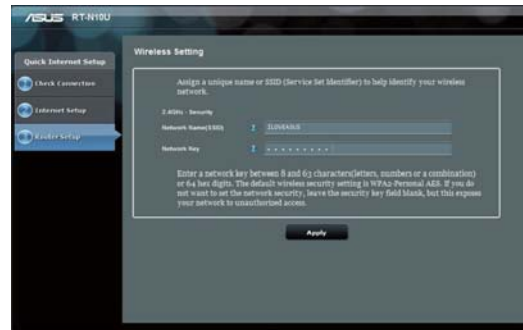 ASUS RT-N10U
Quick Internet Setup
Check Connection
Internet Setup
Router Setup
Wireless Setting
Assign a unique name or SSID (Service Set Identifier) to help identify your wireless
network.
2.4GHz - Security
Network Name(SSID)
ILOVEASUS
Network Key
Enter a network key between 8 and 63 characters(letters, numbers or a combination)
or 64 hex digits. The default wireless security setting is WPA2-Personal AES. If you do
not want to set the network security, leave the security key field blank, but this exposes
your network to unauthorized access.
Apply